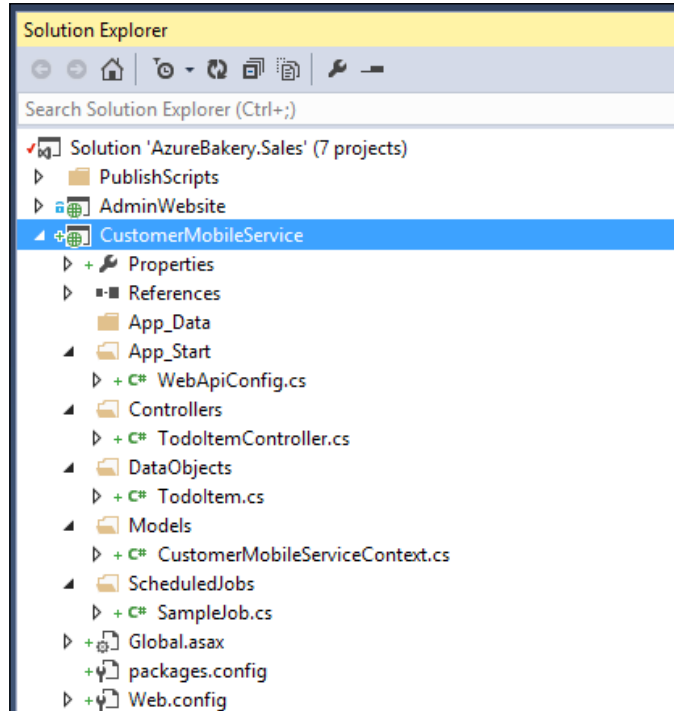 Solution Explorer
Search Solution Explorer (Ctrl+;)
Solution 'AzureBakery.Sales' (7 projects)
PublishScripts
AdminWebsite
CustomerMobileService
Properties
References
App_Data
App_Start
C# WebApiConfig.cs
Controllers
C# TodoItemController.cs
DataObjects
C# TodoItem.cs
Models
C# CustomerMobileServiceContext.cs
ScheduledJobs
C# SampleJob.cs
Global.asax
packages.config
Web.config